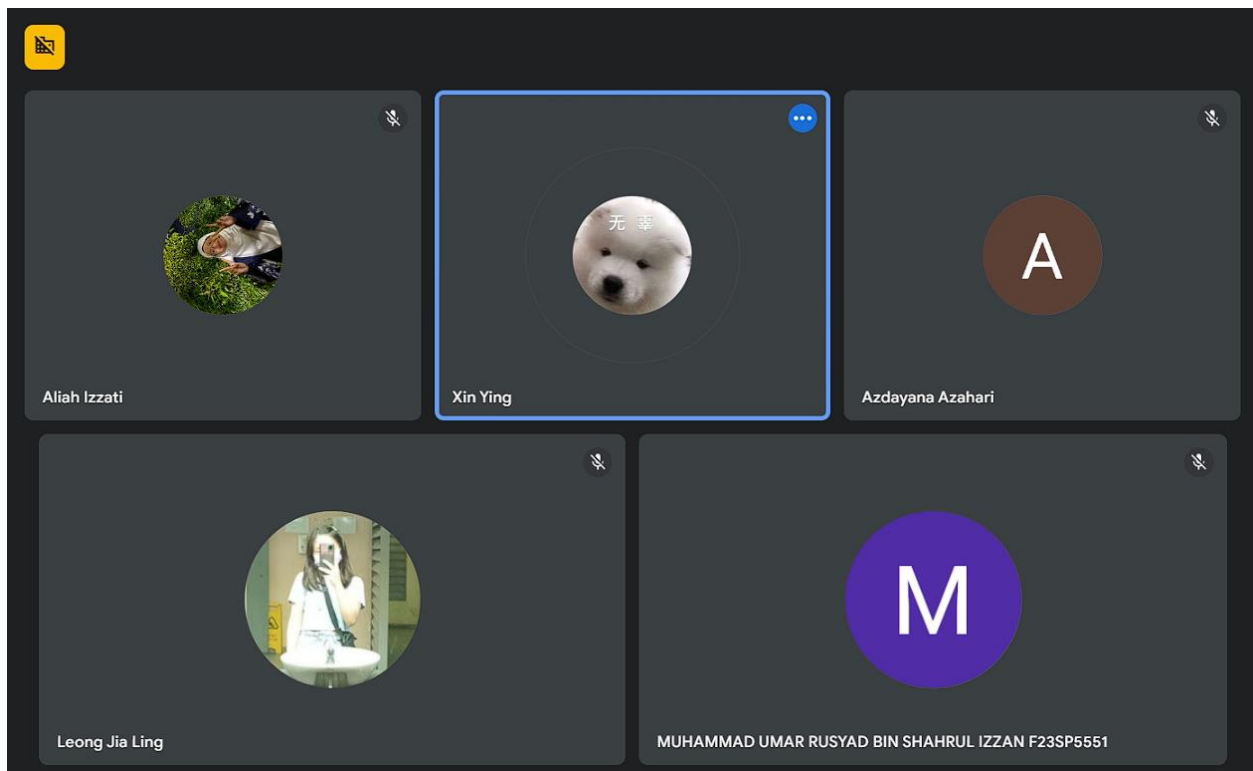 无 辜
Aliah Izzati
Xin Ying
A
Azdayana Azahari
Leong Jia Ling
M
MUHAMMAD UMAR RUSYAD BIN SHAHRUL IZZAN F23SP5551